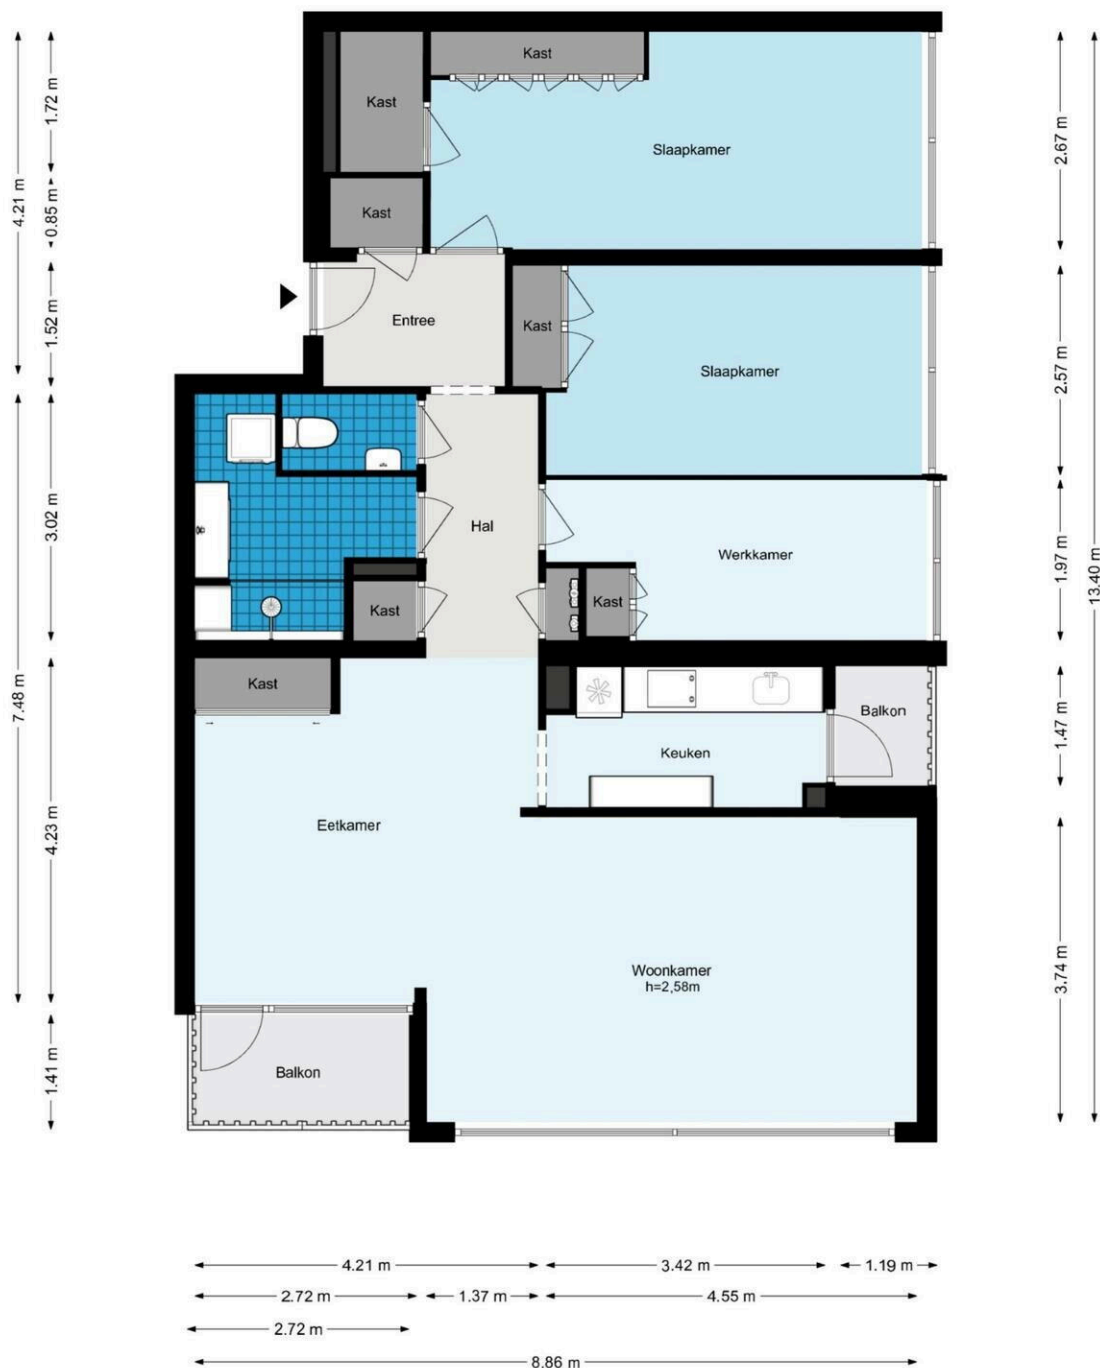 Kast
Kast
Slaapkamer
Kast
Entree
Kast
Slaapkamer
Hal
Werkkamer
Kast
Kast
Kast
Balkon
Keuken
Eetkamer
Woonkamer
h=2,58m
Balkon
4.21 m
7.48 m
1.72 m
0.85 m
1.52 m
3.02 m
4.23 m
1.41 m
2.67 m
2.57 m
1.97 m
1.47 m
3.74 m
13.40 m
4.21 m
3.42 m
1.19 m
2.72 m
1.37 m
4.55 m
2.72 m
8.86 m